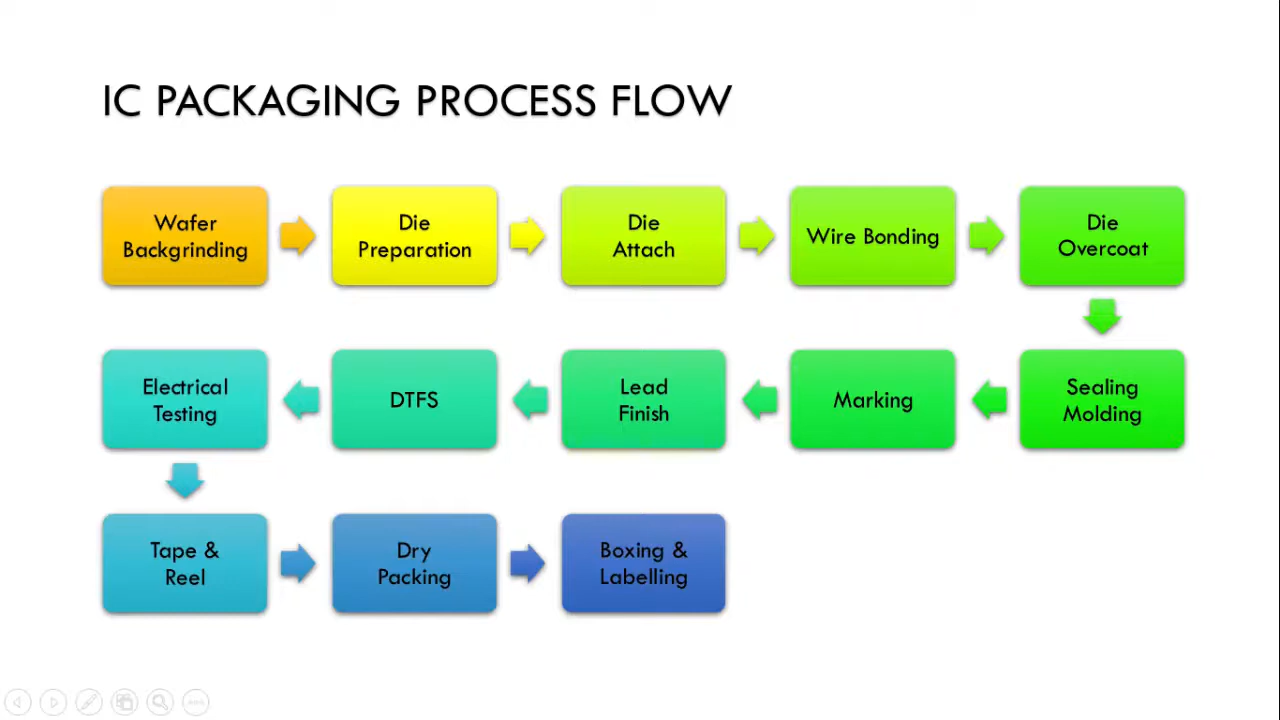 IC PACKAGING PROCESS FLOW
Wafer
Backgrinding
Die
Preparation
Die
Attach
Wire Bonding
Die
Overcoat
Sealing
Molding
Marking
Lead
Finish
DTFS
Electrical
Testing
Tape &
Reel
Dry
Packing
Boxing &
Labelling